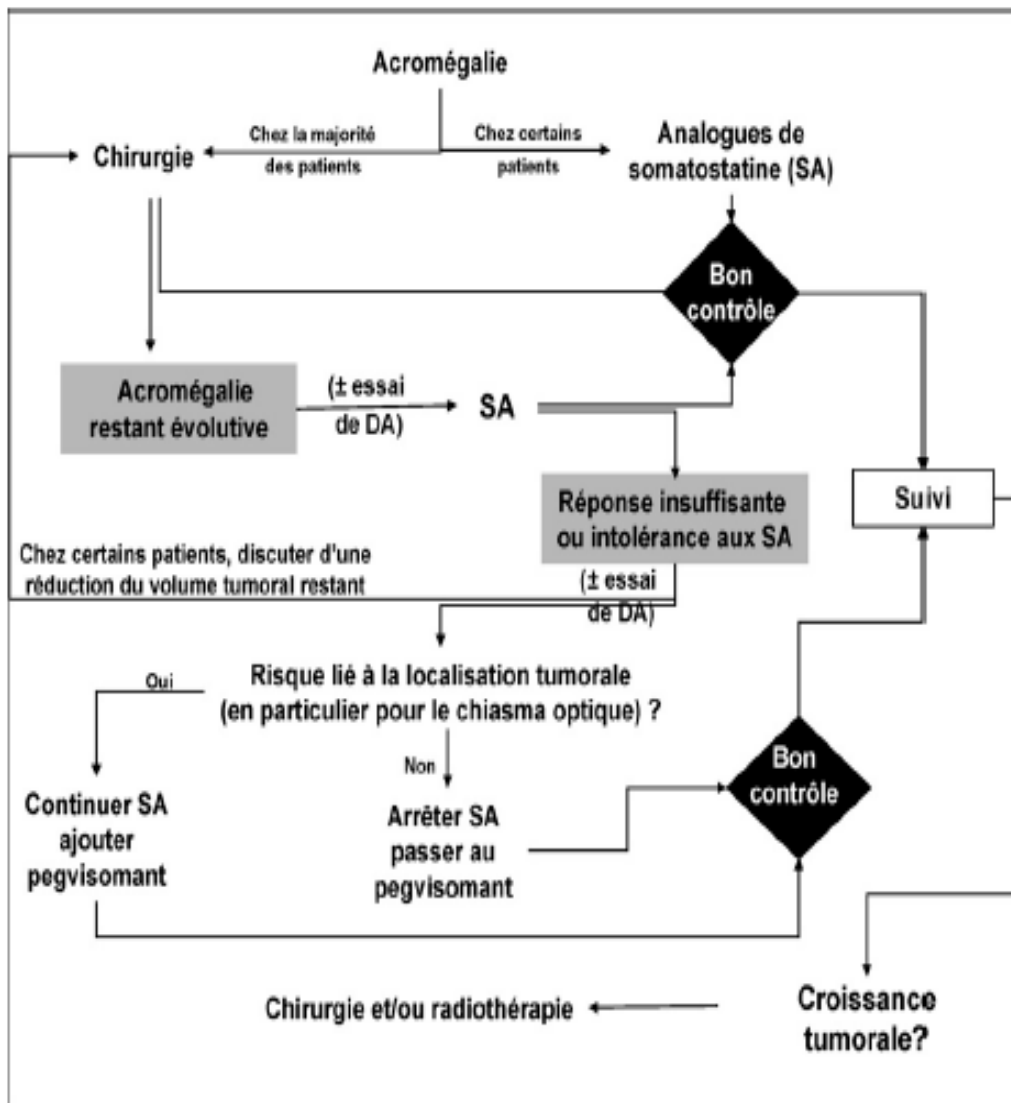 Acromégalie
Chez la majorité
des patients
Chez certains
patients
Chirurgie
Analogues de
somatostatine (SA)
Bon
contrôle
Acromégalie
restant évolutive
(± essai
de DA)
SA
Réponse insuffisante
ou intolérance aux SA
Suivi
Chez certains patients, discuter d'une
réduction du volume tumoral restant
(± essai
de DA)
Risque lié à la localisation tumorale
(en particulier pour le chiasma optique) ?
Oui
Non
Continuer SA
ajouter
pegvisomant
Arrêter SA
passer au
pegvisomant
Bon
contrôle
Croissance
tumorale?
Chirurgie et/ou radiothérapie